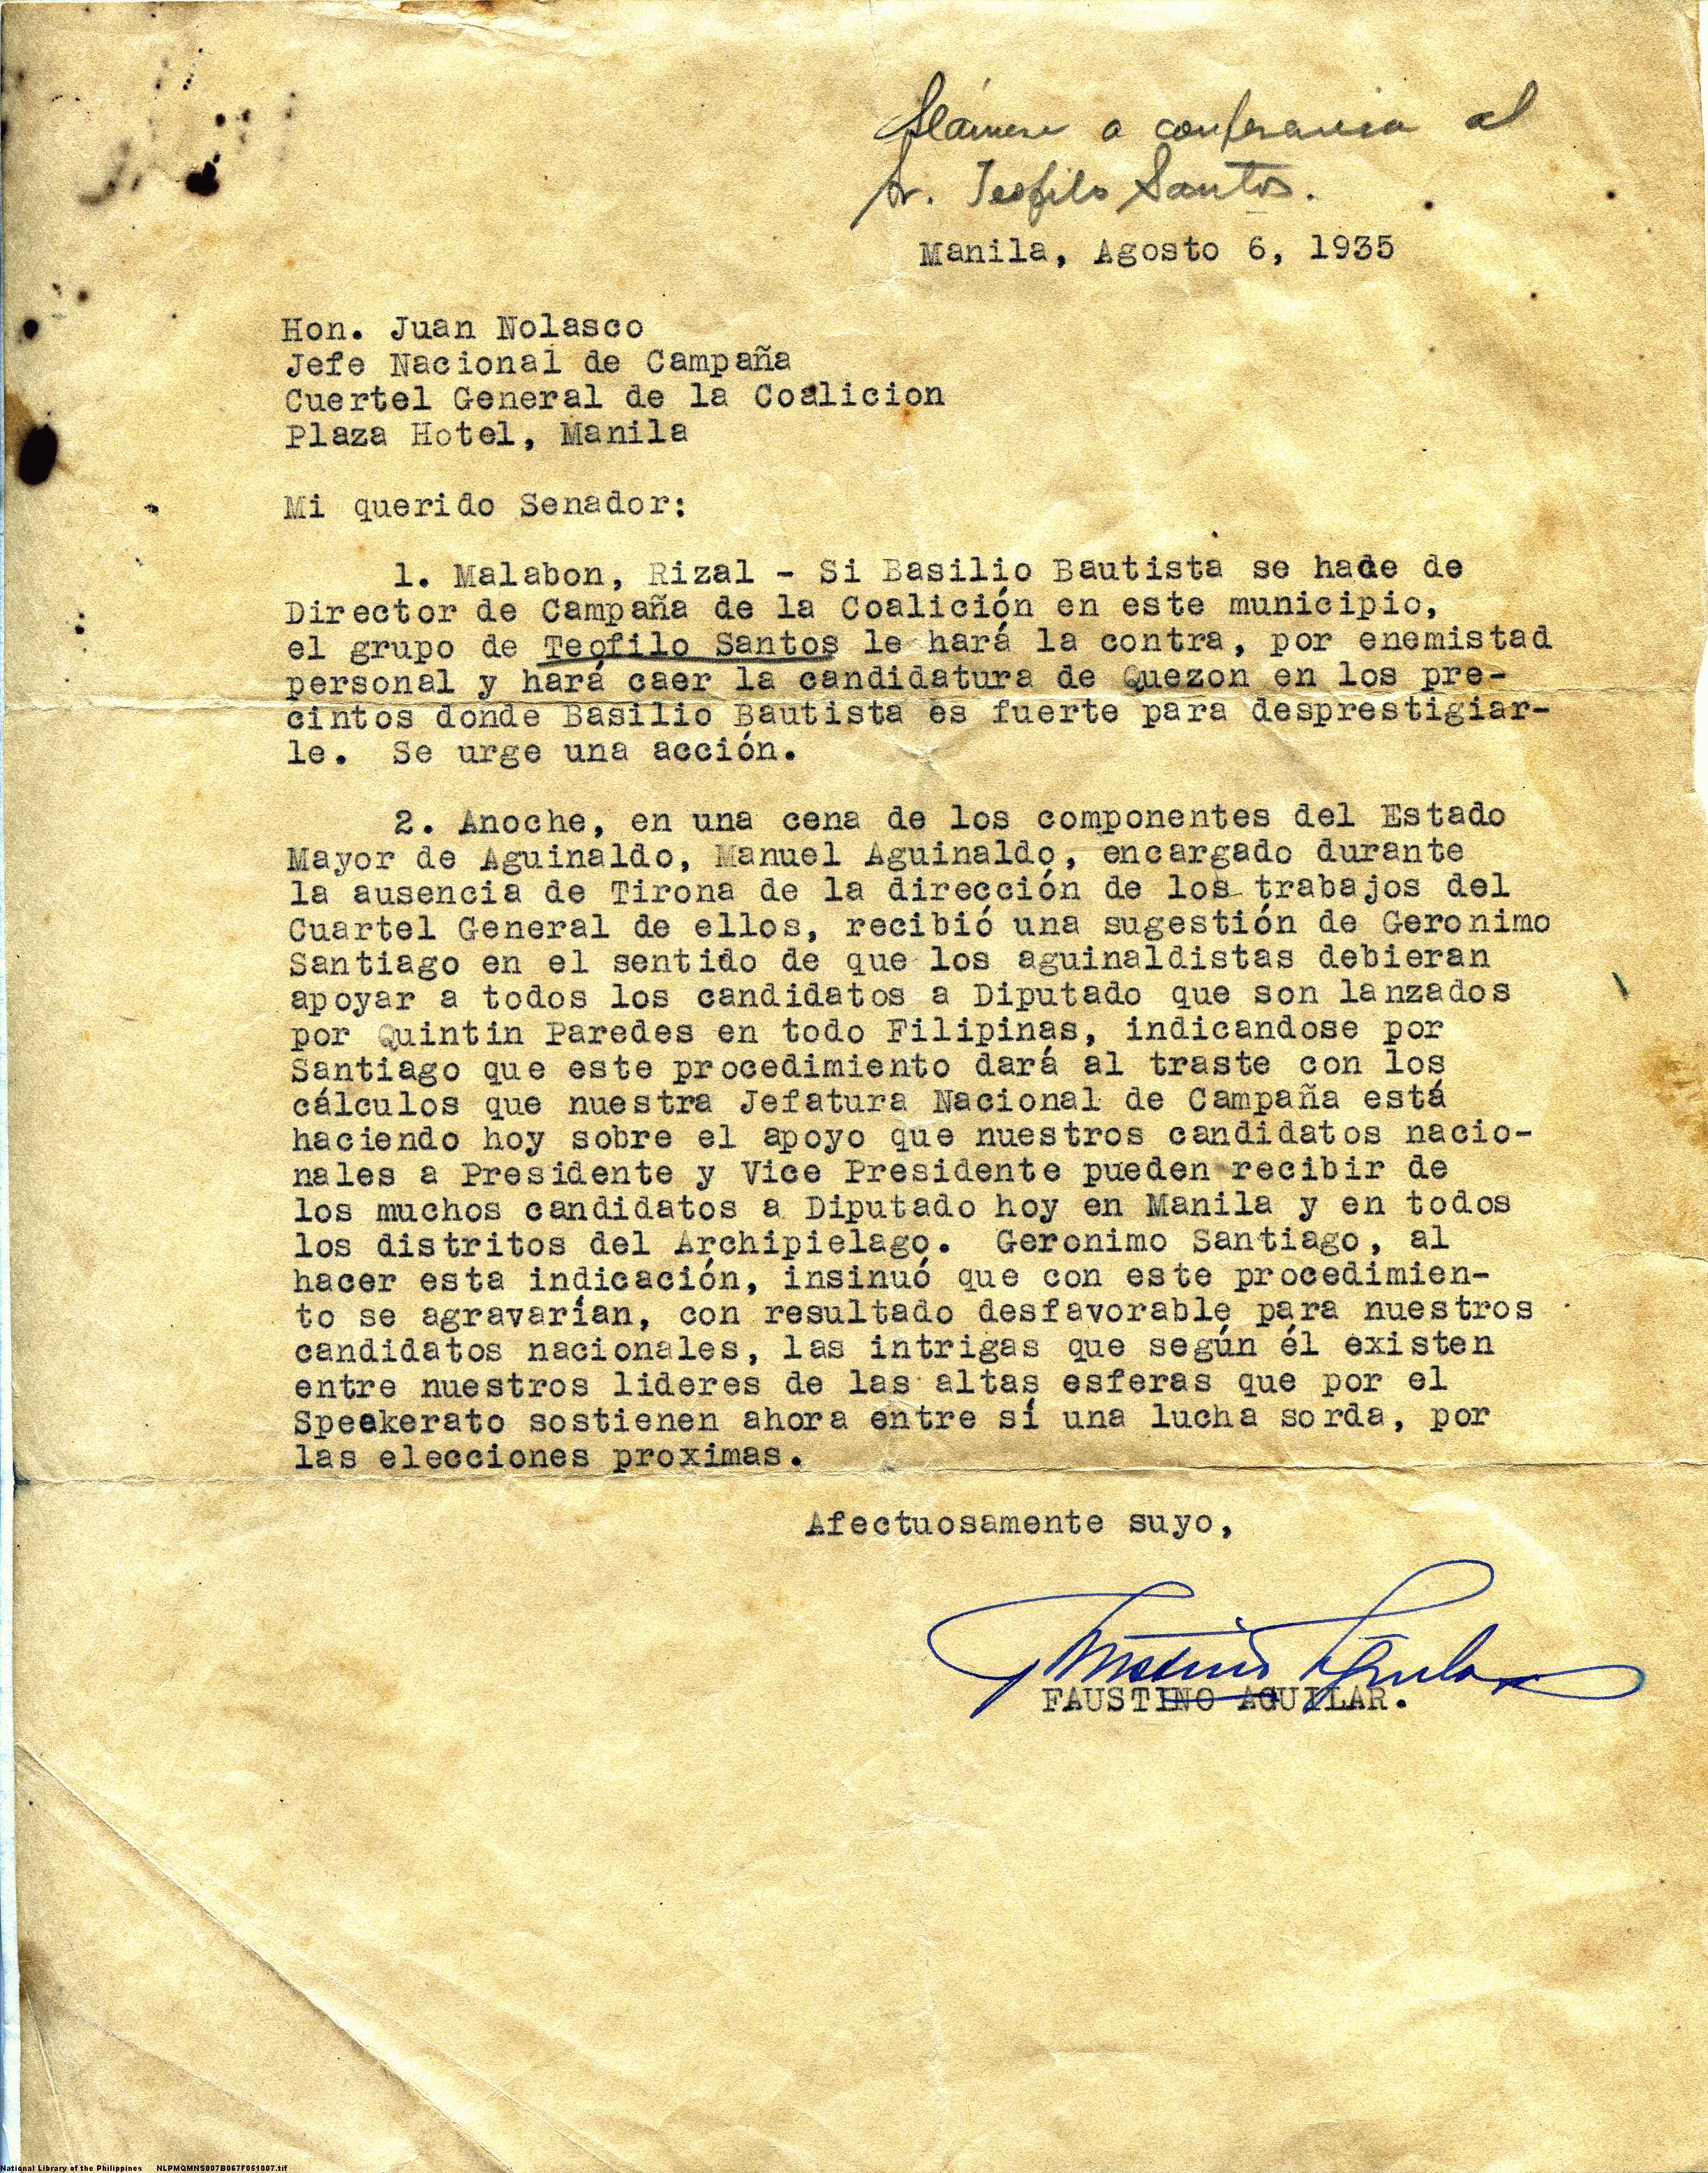 Llámese a conferencia al
Sr. Teofilo Santos.
Manila, Agosto 6, 1935
Hon. Juan Nolasco
Jefe Nacional de Campaña
Cuertel General de la Coalicion
Plaza Hotel, Manila
Mi querido Senador:
1. Malabon, Rizal - Si Basilio Bautista se hade de
Director de Campaña de la Coalición en este municipio,
el grupo de Teofilo Santos le hará la contra, por enemistad
personal y hará caer la candidatura de Quezon en los pre-
cintos donde Basilio Bautista es fuerte para desprestigiar-
le. Se urge una acción.
2. Anoche, en una cena de los componentes del Estado
Mayor de Aguinaldo, Manuel Aguinaldo, encargado durante
la ausencia de Tirona de la dirección de los trabajos del
Cuartel General de ellos, recibió una sugestión de Geronimo
Santiago en el sentido de que los aguinaldistas debieran
apoyar a todos los candidatos a Diputado que son lanzados
por Quintin Paredes en todo Filipinas, indicandose por
Santiago que este procedimiento dará al traste con los
cálculos que nuestra Jefatura Nacional de Campaña está
haciendo hoy sobre el apoyo que nuestros candidatos nacio-
nales a Presidente y Vice Presidente pueden recibir de
los muchos candidatos a Diputado hoy en Manila y en todos
los distritos del Archipielago. Geronimo Santiago, al
hacer esta indicación, insinuó que con este procedimien-
to se agravarían, con resultado desfavorable para nuestros
candidatos nacionales, las intrigas que según él existen
entre nuestros lideres de las altas esferas que por el
Speekerato sostienen ahora entre sí una lucha sorda, por
las elecciones proximas.
Afectuosamente suyo,
Faustino Aguilar
FAUSTINO AGUILAR.
National Library of the Philippines NLPMQMNS007B067F051007.tif